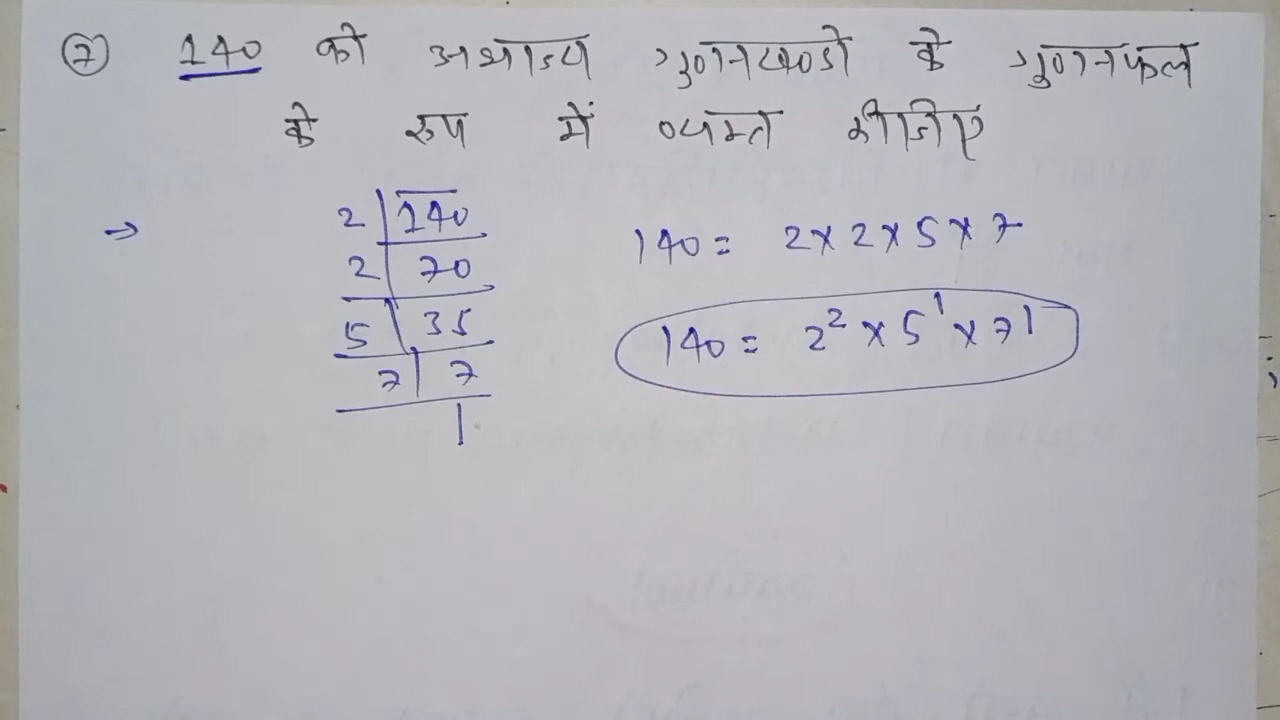 ⑦ 140 को अभाज्य गुणनखण्डो के गुणनफल
के रुप में व्यक्त कीजिए
→ 2 | 140
2 | 70
5 | 35
7 | 7
1
140 = 2 × 2 × 5 × 7
140 = 2² × 5¹ × 7¹